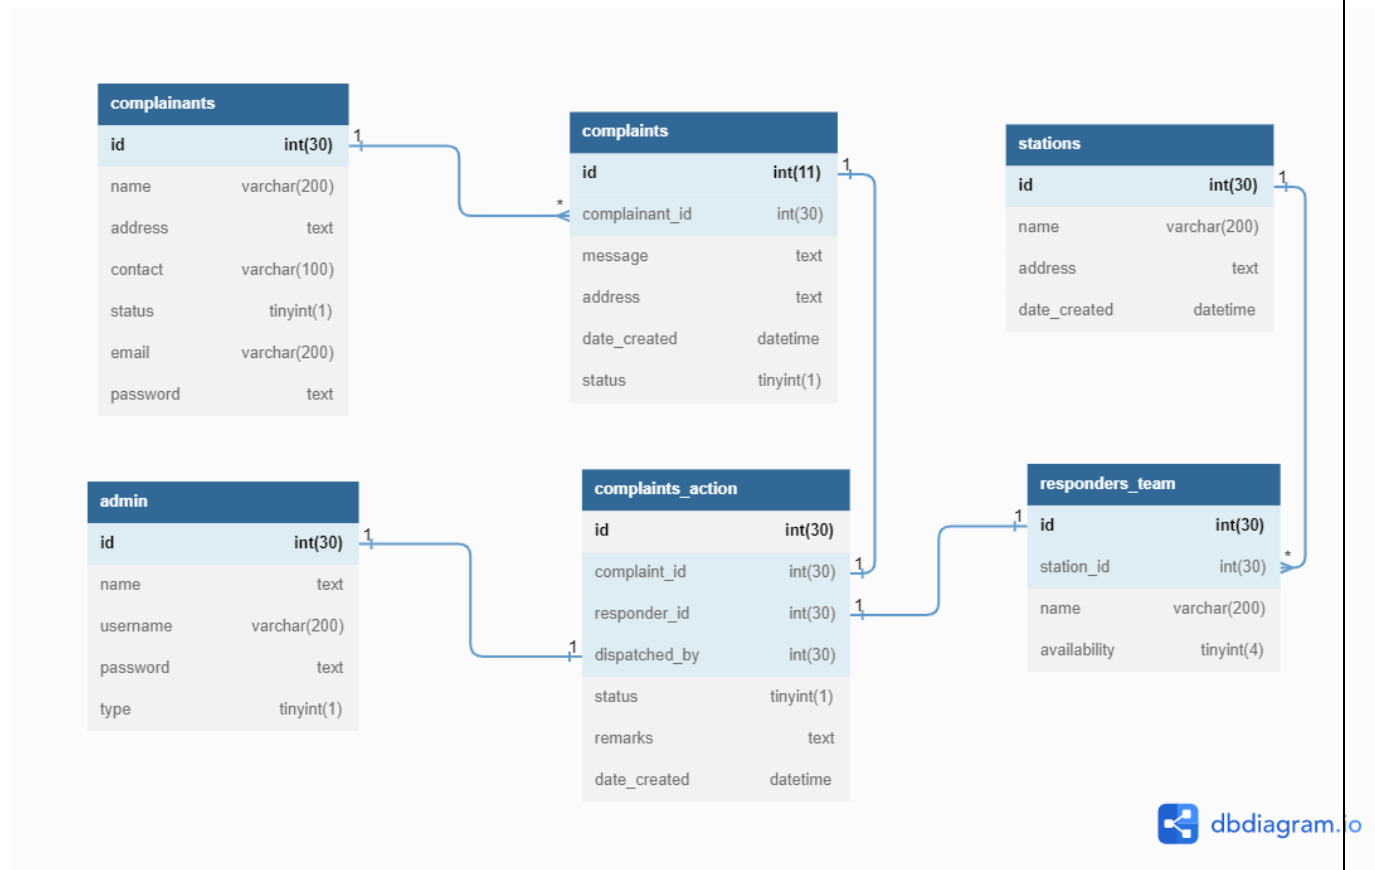 complainants
id int(30)
name varchar(200)
address text
contact varchar(100)
status tinyint(1)
email varchar(200)
password text
1
*
complaints
id int(11)
complainant_id int(30)
message text
address text
date_created datetime
status tinyint(1)
1
stations
id int(30)
name varchar(200)
address text
date_created datetime
1
admin
id int(30)
name text
username varchar(200)
password text
type tinyint(1)
1
1
complaints_action
id int(30)
complaint_id int(30)
responder_id int(30)
dispatched_by int(30)
status tinyint(1)
remarks text
date_created datetime
1
1
1
responders_team
id int(30)
station_id int(30)
name varchar(200)
availability tinyint(4)
*
dbdiagram.io